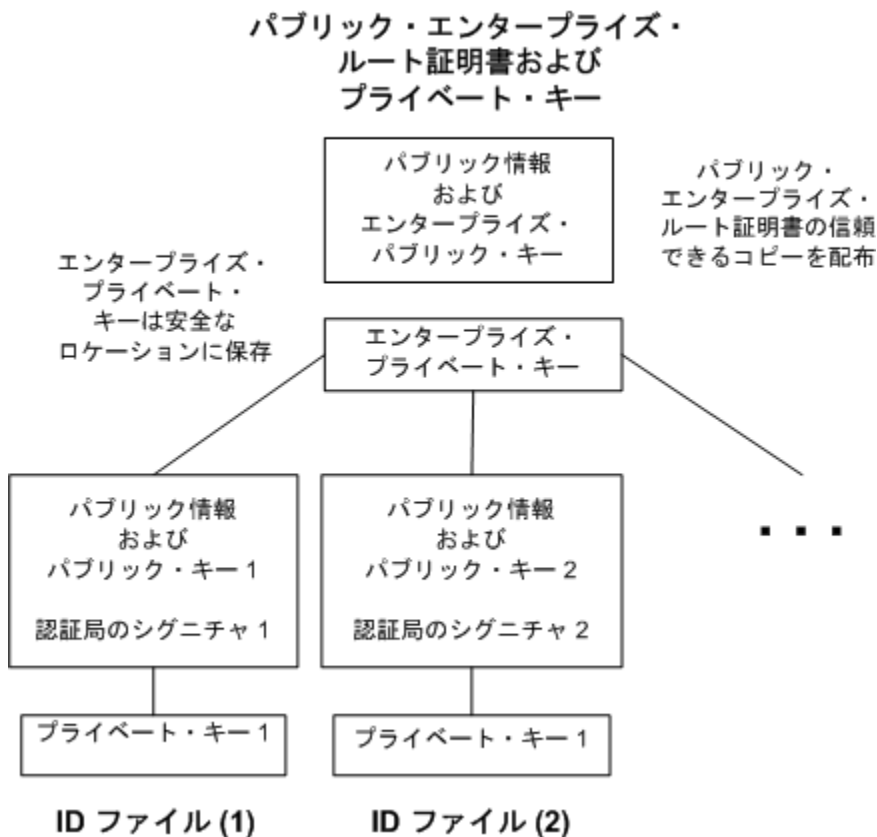 パブリック・エンタープライズ・
ルート証明書および
プライベート・キー
パブリック情報
および
エンタープライズ・
パブリック・キー
パブリック・
エンタープライズ・
ルート証明書の信頼
できるコピーを配布
エンタープライズ・
プライベート・
キーは安全な
ロケーションに保存
エンタープライズ・
プライベート・キー
パブリック情報
および
パブリック・キー 1
認証局のシグニチャ 1
パブリック情報
および
パブリック・キー 2
認証局のシグニチャ 2
. . .
プライベート・キー 1
プライベート・キー 1
ID ファイル (1)
ID ファイル (2)